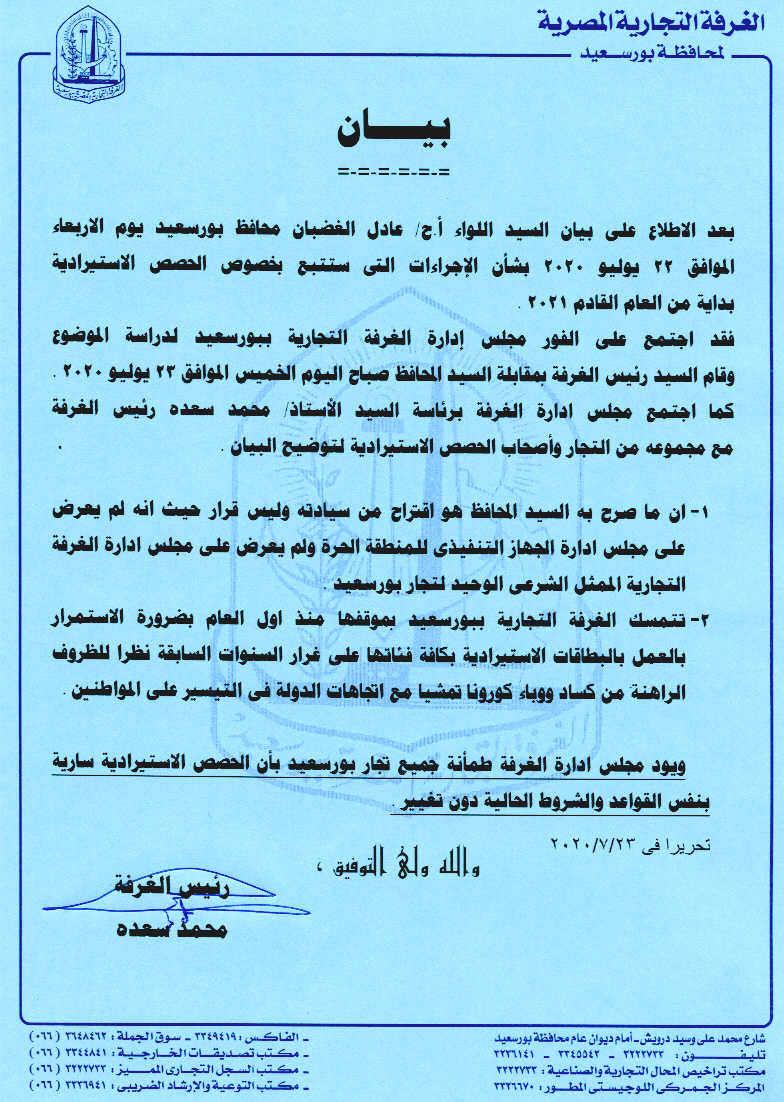 الغرفة التجارية المصرية
لمحافظة بورسعيد
بيـــــان
=-=-=-=-=-=
بعد الاطلاع على بيان السيد اللواء أ.ح/ عادل الغضبان محافظ بورسعيد يوم الاربعاء
الموافق ٢٢ يوليو ٢٠٢٠ بشأن الإجراءات التى ستتبع بخصوص الحصص الاستيرادية
بداية من العام القادم ٢٠٢١ .
فقد اجتمع على الفور مجلس إدارة الغرفة التجارية ببورسعيد لدراسة الموضوع
وقام السيد رئيس الغرفة بمقابلة السيد المحافظ صباح اليوم الخميس الموافق ٢٣ يوليو ٢٠٢٠ .
كما اجتمع مجلس ادارة الغرفة برئاسة السيد الأستاذ/ محمد سعده رئيس الغرفة
مع مجموعه من التجار وأصحاب الحصص الاستيرادية لتوضيح البيان .
١- ان ما صرح به السيد المحافظ هو اقتراح من سيادته وليس قرار حيث انه لم يعرض
على مجلس ادارة الجهاز التنفيذى للمنطقة الحرة ولم يعرض على مجلس ادارة الغرفة
التجارية الممثل الشرعى الوحيد لتجار بورسعيد .
٢- تتمسك الغرفة التجارية ببورسعيد بموقفها منذ اول العام بضرورة الاستمرار
بالعمل بالبطاقات الاستيرادية بكافة فئاتها على غرار السنوات السابقة نظرا للظروف
الراهنة من كساد ووباء كورونا تمشيا مع اتجاهات الدولة فى التيسير على المواطنين .
ويود مجلس ادارة الغرفة طمأنة جميع تجار بورسعيد بأن الحصص الاستيرادية سارية
بنفس القواعد والشروط الحالية دون تغيير .
تحريرا فى ٢٠٢٠/٧/٢٣
والله ولى التوفيق ،
رئيس الغرفة
محمد سعده
شارع محمد على وسيد درويش - أمام ديوان عام محافظة بورسعيد
تليفـــون : ٣٢٢٢٧٣٣ - ٣٣٤٥٥٤٢ - ٣٢٣٦١٤١
مكتب تراخيص المحال التجارية والصناعية : ٣٢٢٢٧٣٣
المركز الجمركى اللوجيستى المطور : ٣٣٢٦٦٧٠
ـ الفاكس : ٣٣٤٩٤١٩ - سوق الجملة : ٣٦٤٨٤٦٢ ( ٠٦٦ )
ـ مكتب تصديقات الخارجية : ٣٣٤٤٨٤١ ( ٠٦٦ )
ـ مكتب السجل التجارى المميز : ٣٢٢٢٧٣٣ ( ٠٦٦ )
ـ مكتب التوعية والإرشاد الضريبى : ٣٣٣٦٩٤١ ( ٠٦٦ )